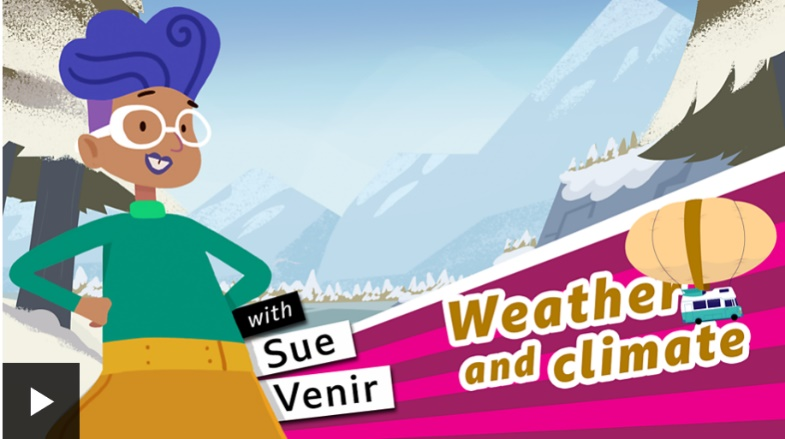 with
Sue
Venir
Weather
and climate